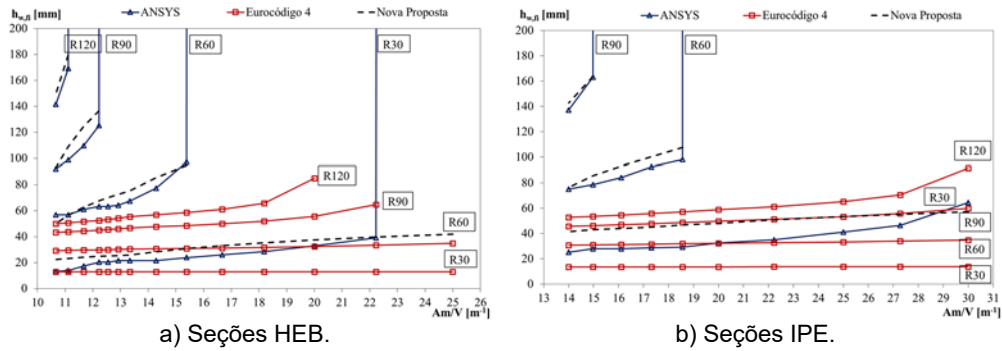 h_w,fi [mm] ANSYS Eurocódigo 4 Nova Proposta
200
180
160
140
120
100
80
60
40
20
0
R120 R90 R60 R30
R120
R90
R60
R30
10 11 12 13 14 15 16 17 18 19 20 21 22 23 24 25 26
Am/V [m⁻¹]
a) Seções HEB.
h_w,fi [mm] ANSYS Eurocódigo 4 Nova Proposta
200
180
160
140
120
100
80
60
40
20
0
R90 R60
R120
R30
R90
R60
R30
13 14 15 16 17 18 19 20 21 22 23 24 25 26 27 28 29 30 31
Am/V [m⁻¹]
b) Seções IPE.